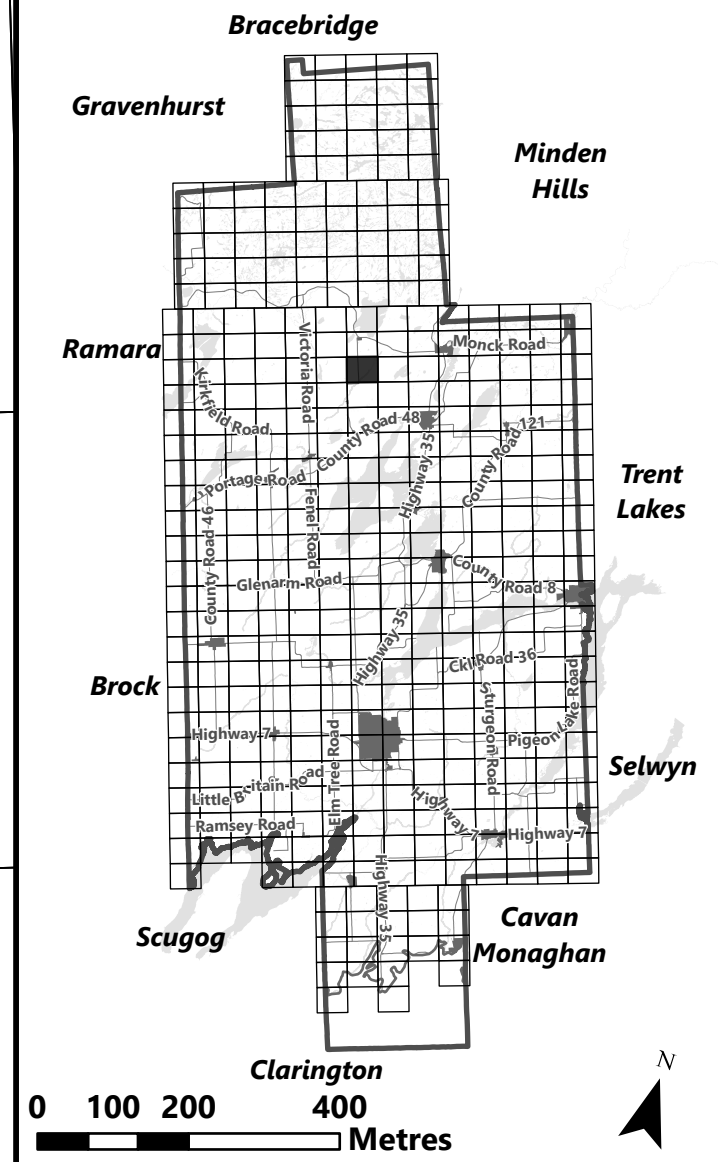 Bracebridge
Gravenhurst
Minden
Hills
Ramara
Victoria Road
Monck Road
Kirkfield Road
County Road 48
County Road 121
Highway 35
Portage Road
Trent
Lakes
Fenel Road
County Road 46
County Road 8
Glenarm Road
Highway 35
Ckl Road 36
Brock
Sturgeon Road
Pigeon Lake Road
Highway 7
Elm Tree Road
Selwyn
Little Britain Road
Highway 7
Ramsey Road
Highway 7
Highway 35
Cavan
Monaghan
Scugog
Clarington
N
0 100 200 400
Metres